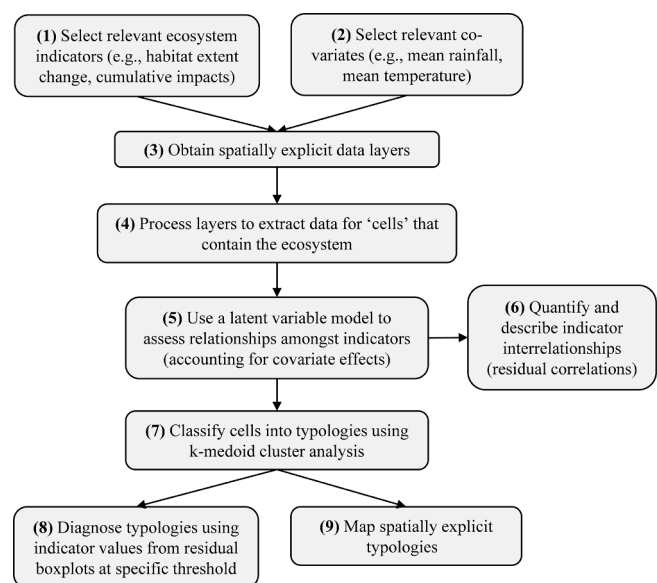 (1) Select relevant ecosystem
indicators (e.g., habitat extent
change, cumulative impacts)
(2) Select relevant co-
variates (e.g., mean rainfall,
mean temperature)
(3) Obtain spatially explicit data layers
(4) Process layers to extract data for ‘cells’ that
contain the ecosystem
(5) Use a latent variable model to
assess relationships amongst indicators
(accounting for covariate effects)
(6) Quantify and
describe indicator
interrelationships
(residual correlations)
(7) Classify cells into typologies using
k-medoid cluster analysis
(8) Diagnose typologies using
indicator values from residual
boxplots at specific threshold
(9) Map spatially explicit
typologies